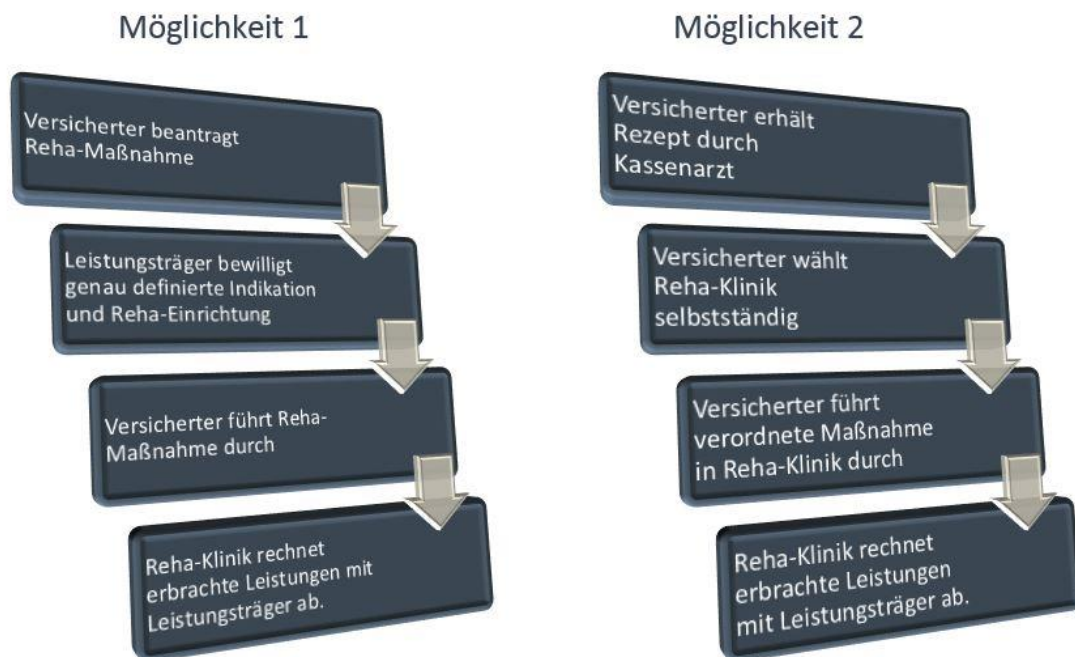 Möglichkeit 1
Versicherter beantragt
Reha-Maßnahme
Leistungsträger bewilligt
genau definierte Indikation
und Reha-Einrichtung
Versicherter führt Reha-
Maßnahme durch
Reha-Klinik rechnet
erbrachte Leistungen mit
Leistungsträger ab.
Möglichkeit 2
Versicherter erhält
Rezept durch
Kassenarzt
Versicherter wählt
Reha-Klinik
selbstständig
Versicherter führt
verordnete Maßnahme
in Reha-Klinik durch
Reha-Klinik rechnet
erbrachte Leistungen
mit Leistungsträger ab.